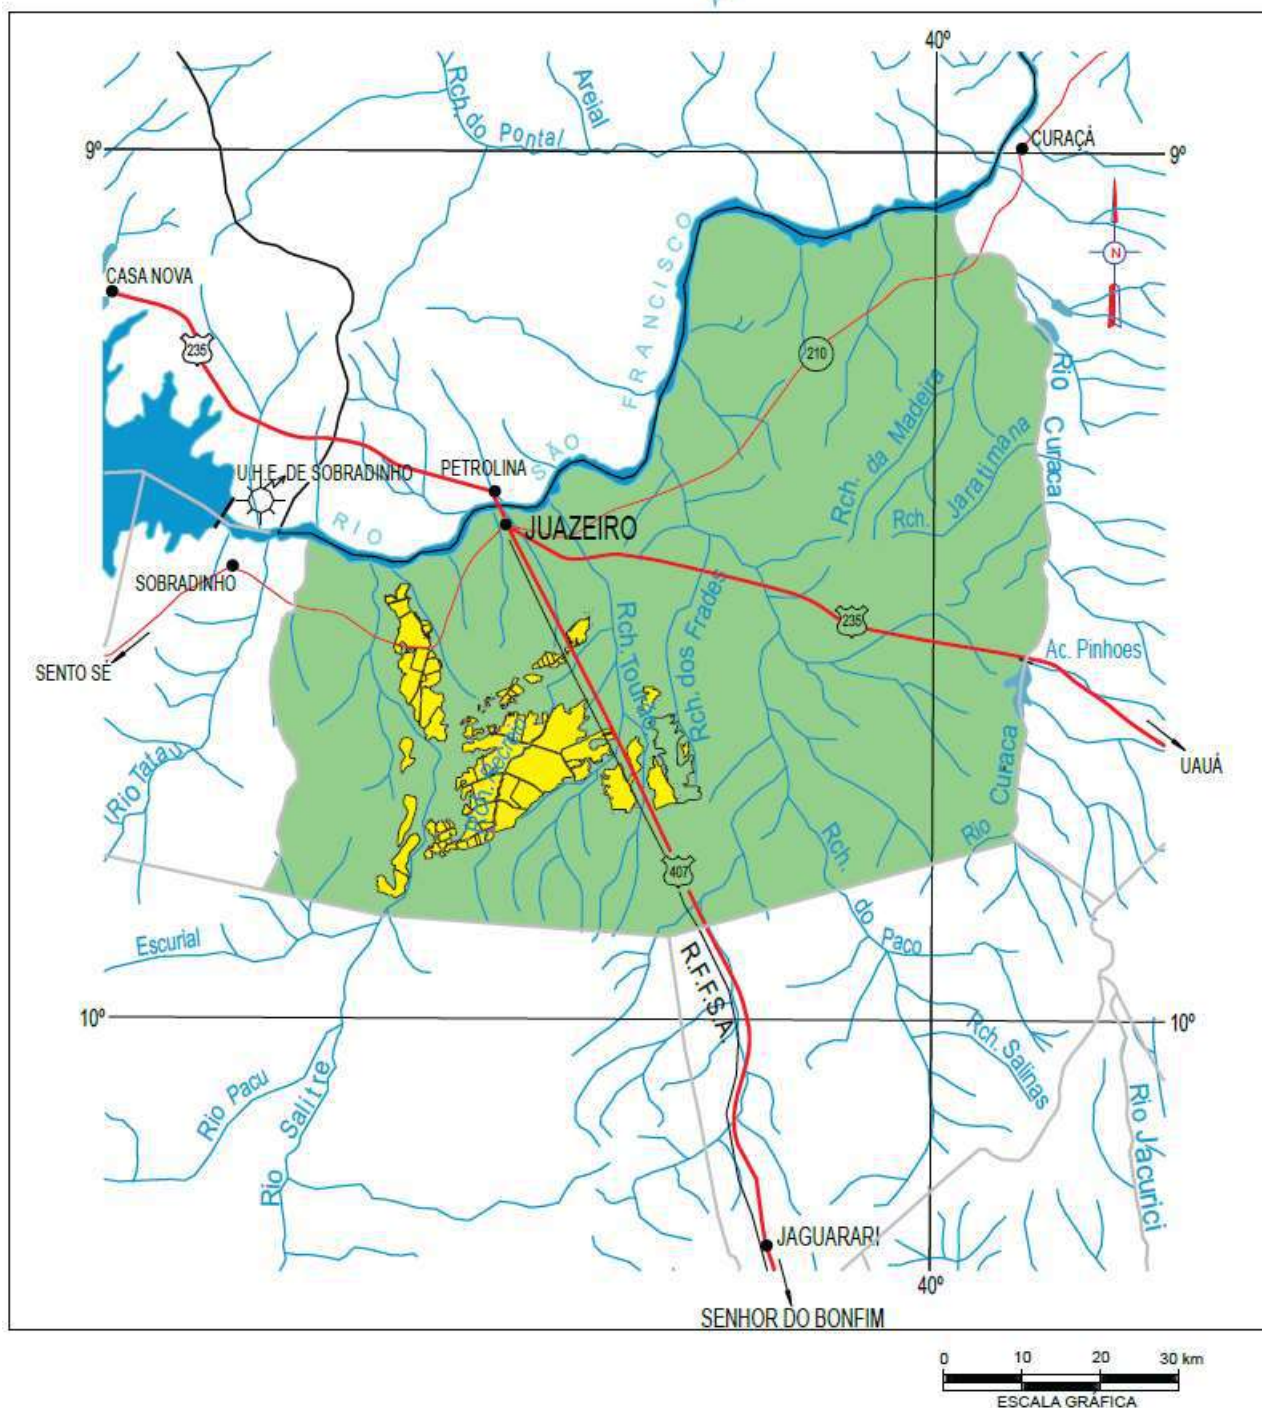 40º
Rch. do Pontal
Areial
9º
CURAÇÁ
9º
N
CASA NOVA
235
210
RIO SÃO FRANCISCO
Rio Curaca
Rch. da Madeira
Rch. Jaratimana
U.H.E. DE SOBRADINHO
PETROLINA
JUAZEIRO
SOBRADINHO
235
Rch. Tourão
Rch. dos Frades
Ac. Pinhoes
SENTO SÉ
UAUÁ
Rio Tatau
Rio Curaca
Rch. do Paco
407
Escurial
R.F.F.S.A.
10º
10º
Rch. Salinas
Rio Pacu
Rio Salitre
Rio Jacurici
JAGUARARI
40º
SENHOR DO BONFIM
0 10 20 30 km
ESCALA GRÁFICA